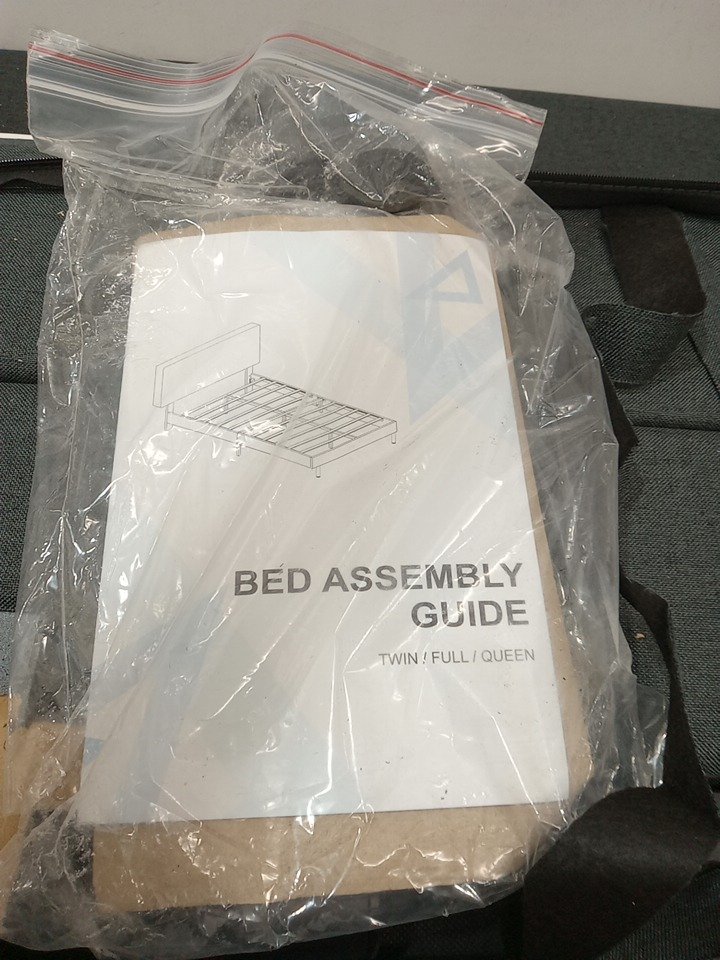 BED ASSEMBLY
GUIDE
TWIN / FULL / QUEEN